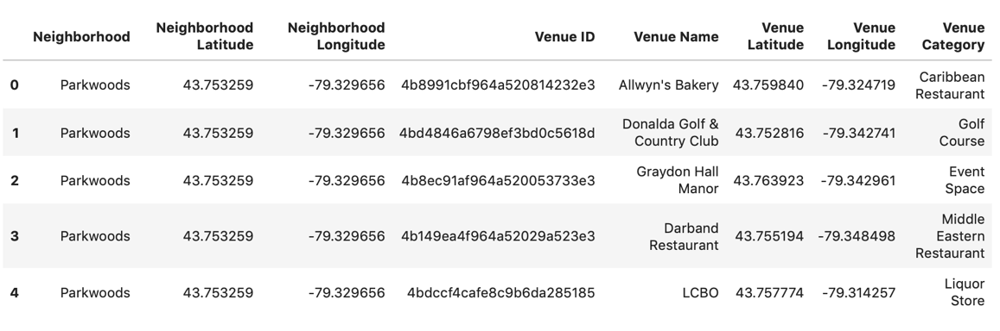 Neighborhood Neighborhood Latitude Neighborhood Longitude Venue ID Venue Name Venue Latitude Venue Longitude Venue Category
0 Parkwoods 43.753259 -79.329656 4b8991cbf964a520814232e3 Allwyn's Bakery 43.759840 -79.324719 Caribbean Restaurant
1 Parkwoods 43.753259 -79.329656 4bd4846a6798ef3bd0c5618d Donalda Golf & Country Club 43.752816 -79.342741 Golf Course
2 Parkwoods 43.753259 -79.329656 4b8ec91af964a520053733e3 Graydon Hall Manor 43.763923 -79.342961 Event Space
3 Parkwoods 43.753259 -79.329656 4b149ea4f964a52029a523e3 Darband Restaurant 43.755194 -79.348498 Middle Eastern Restaurant
4 Parkwoods 43.753259 -79.329656 4bdccf4cafe8c9b6da285185 LCBO 43.757774 -79.314257 Liquor Store